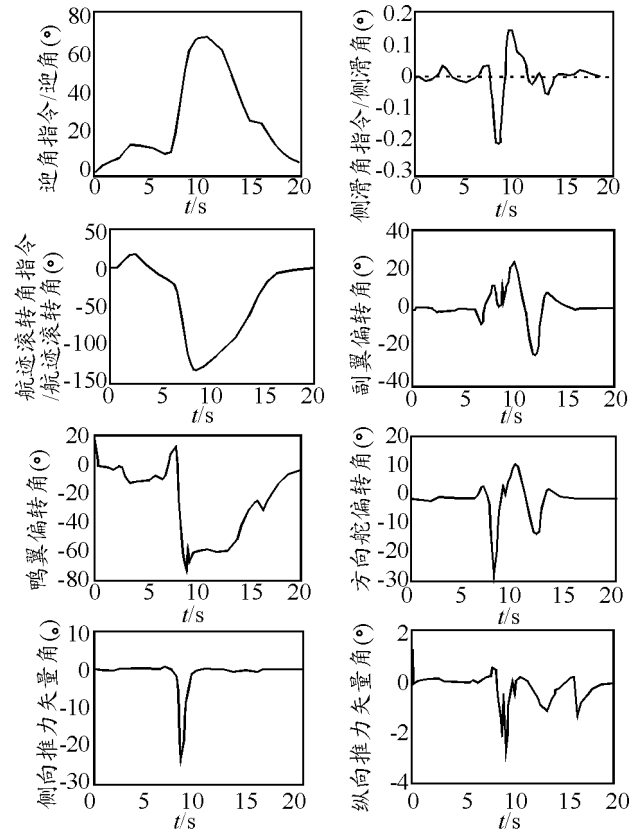 迎角指令/迎角(°)
80
60
40
20
0
0 5 10 15 20
t/s
侧滑角指令/侧滑角(°)
0.2
0.1
0
-0.1
-0.2
-0.3
0 5 10 15 20
t/s
航迹滚转角指令
/航迹滚转角(°)
50
0
-50
-100
-150
0 5 10 15 20
t/s
副翼偏转角(°)
40
20
0
-20
-40
0 5 10 15 20
t/s
鸭翼偏转角(°)
20
0
-20
-40
-60
-80
0 5 10 15 20
t/s
方向舵偏转角(°)
20
10
0
-10
-20
-30
0 5 10 15 20
t/s
侧向推力矢量角(°)
10
0
-10
-20
-30
0 5 10 15 20
t/s
纵向推力矢量角(°)
2
0
-2
-4
0 5 10 15 20
t/s